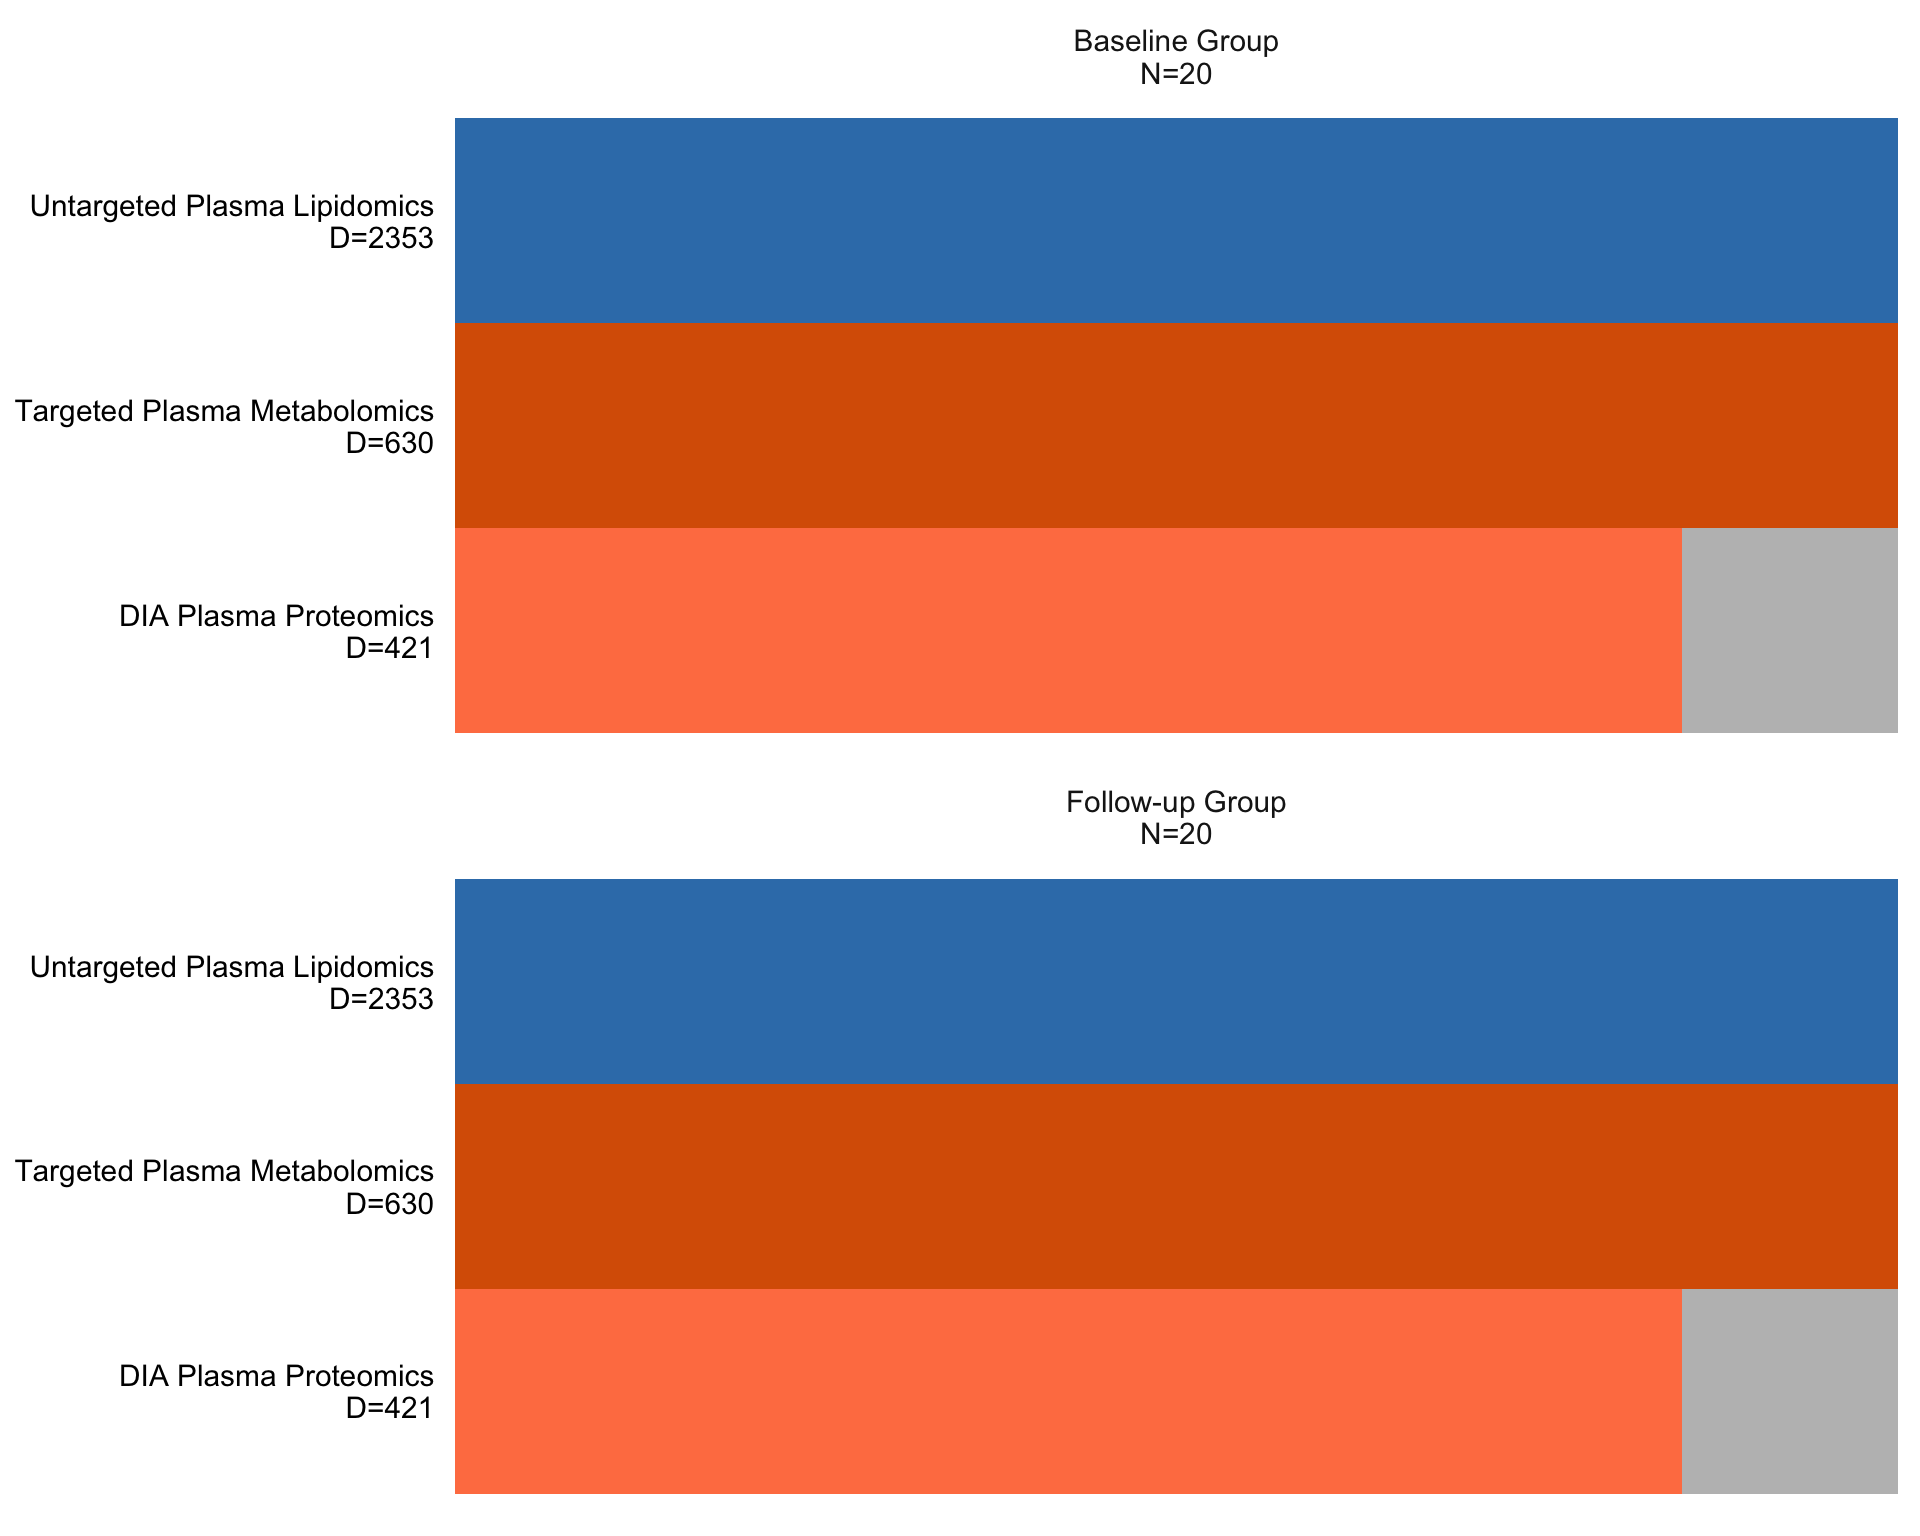 Baseline Group
N=20
Untargeted Plasma Lipidomics
D=2353
Targeted Plasma Metabolomics
D=630
DIA Plasma Proteomics
D=421
Follow-up Group
N=20
Untargeted Plasma Lipidomics
D=2353
Targeted Plasma Metabolomics
D=630
DIA Plasma Proteomics
D=421